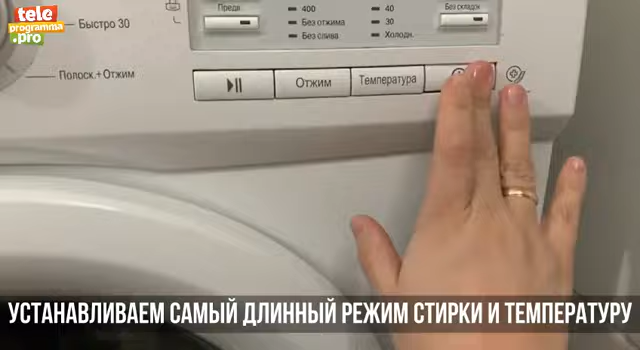 tele
programma
.pro
Быстро 30
Полоск.+Отжим
Предв.
400
Без отжима
Без слива
40
30
Холодн.
Без складок
Отжим
Температура
УСТАНАВЛИВАЕМ САМЫЙ ДЛИННЫЙ РЕЖИМ СТИРКИ И ТЕМПЕРАТУРУ